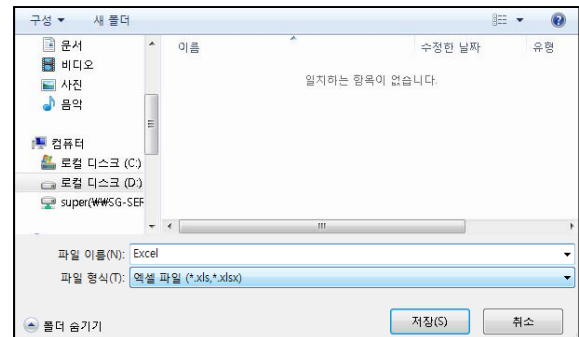 구성 새 폴더
문서
비디오
사진
음악
컴퓨터
로컬 디스크 (C:)
로컬 디스크 (D:)
super(₩₩SG-SEF
이름 수정한 날짜 유형
일치하는 항목이 없습니다.
파일 이름(N): Excel
파일 형식(T): 엑셀 파일 (*.xls,*.xlsx)
폴더 숨기기 저장(S) 취소